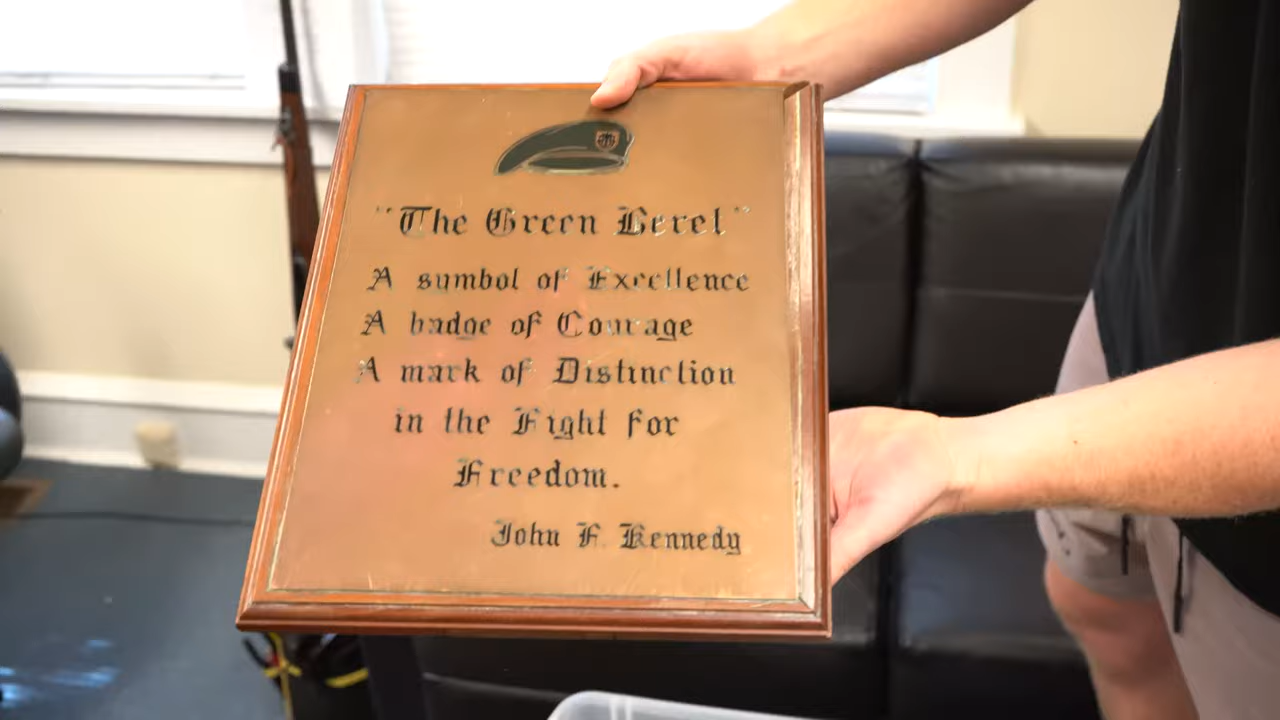 "The Green Beret"
A symbol of Excellence
A badge of Courage
A mark of Distinction
in the Fight for
Freedom.
John F. Kennedy